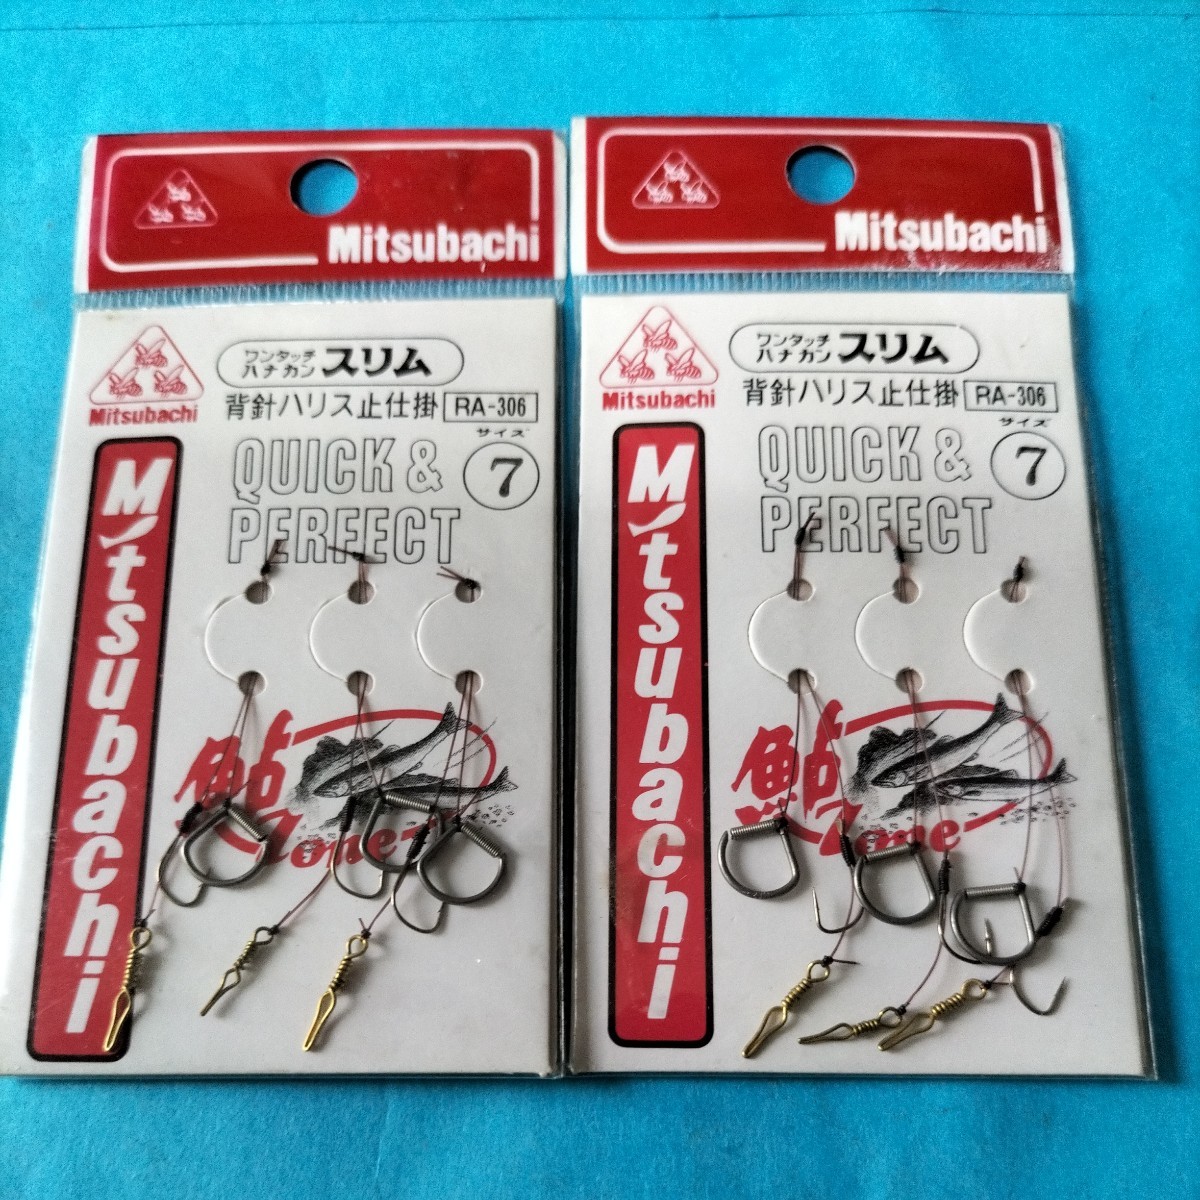 Mitsubachi
ワンタッチ
ハナカン スリム
Mitsubachi
背針ハリス止仕掛 RA-306
サイズ
7
QUICK &
PERFECT
Mitsubachi
鮎
Zone
Mitsubachi
ワンタッチ
ハナカン スリム
Mitsubachi
背針ハリス止仕掛 RA-306
サイズ
7
QUICK &
PERFECT
Mitsubachi
鮎
Zone